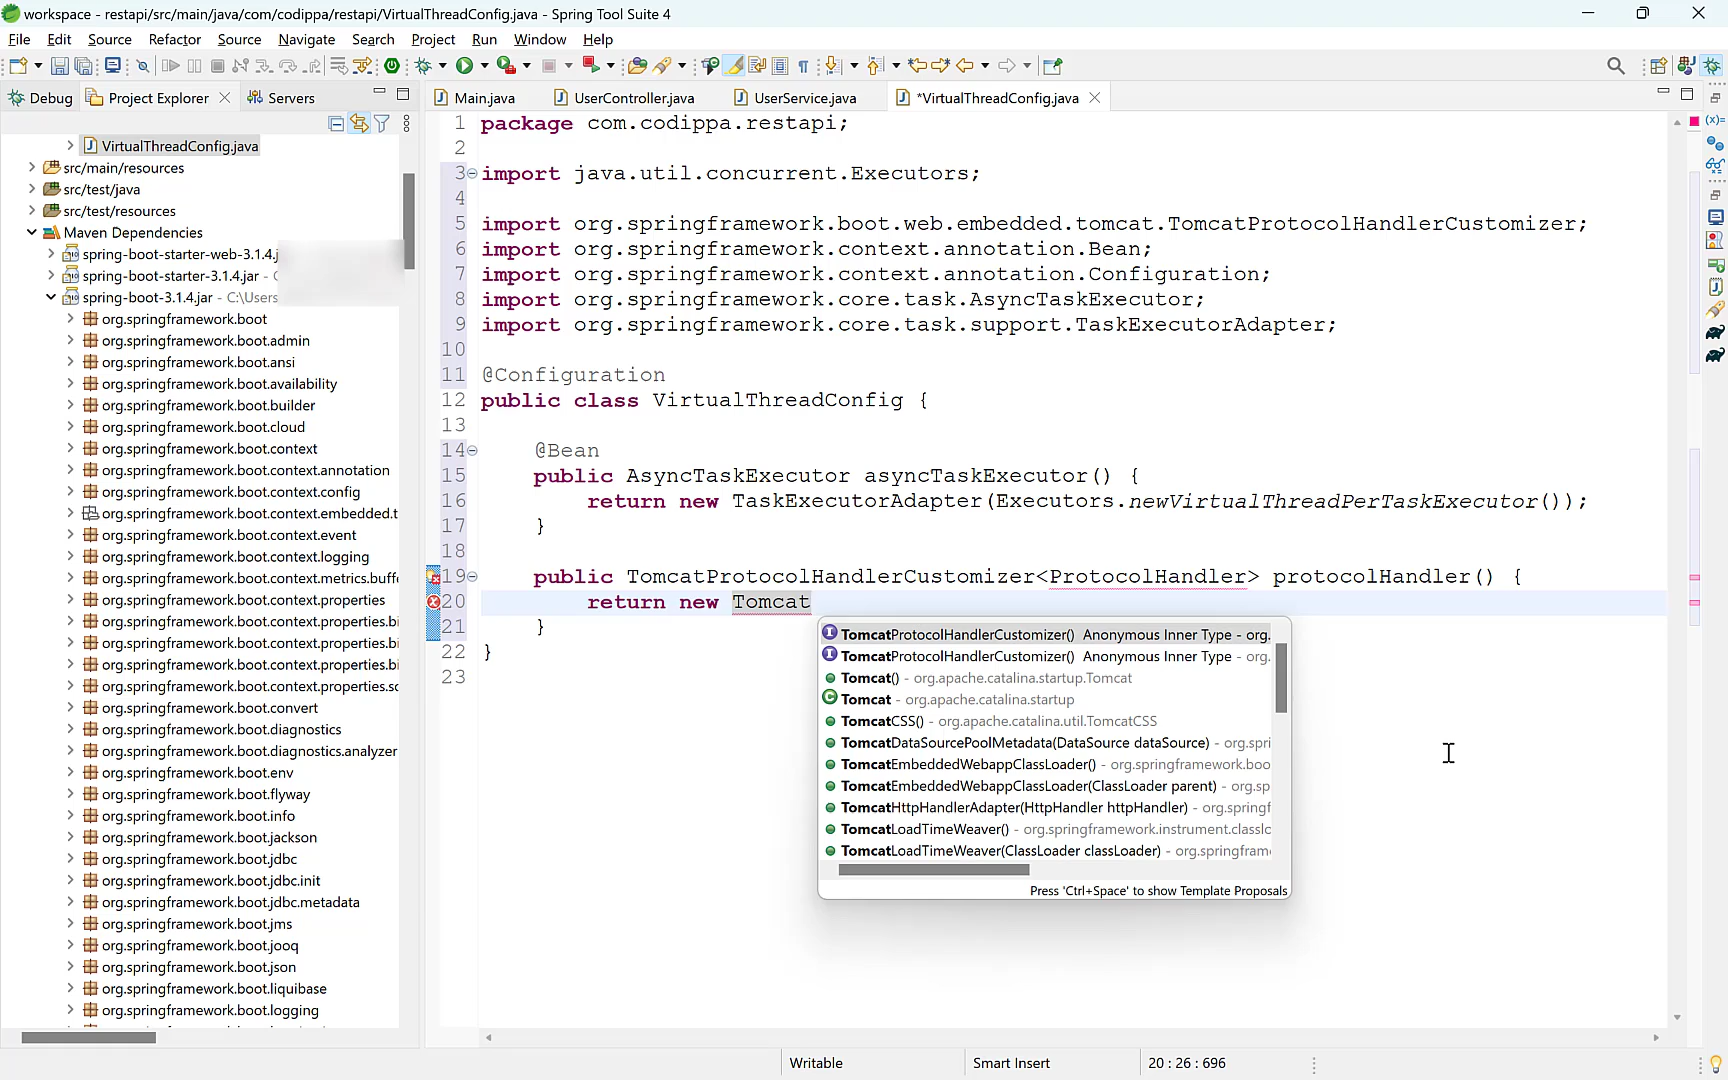 workspace - restapi/src/main/java/com/codippa/restapi/VirtualThreadConfig.java - Spring Tool Suite 4
File Edit Source Refactor Source Navigate Search Project Run Window Help
Debug Project Explorer Servers
Main.java UserController.java UserService.java *VirtualThreadConfig.java
VirtualThreadConfig.java
src/main/resources
src/test/java
src/test/resources
Maven Dependencies
spring-boot-starter-web-3.1.4.j
spring-boot-starter-3.1.4.jar - C
spring-boot-3.1.4.jar - C:\Users
org.springframework.boot
org.springframework.boot.admin
org.springframework.boot.ansi
org.springframework.boot.availability
org.springframework.boot.builder
org.springframework.boot.cloud
org.springframework.boot.context
org.springframework.boot.context.annotation
org.springframework.boot.context.config
org.springframework.boot.context.embedded.t
org.springframework.boot.context.event
org.springframework.boot.context.logging
org.springframework.boot.context.metrics.buff
org.springframework.boot.context.properties
org.springframework.boot.context.properties.bi
org.springframework.boot.context.properties.bi
org.springframework.boot.context.properties.bi
org.springframework.boot.context.properties.sc
org.springframework.boot.convert
org.springframework.boot.diagnostics
org.springframework.boot.diagnostics.analyzer
org.springframework.boot.env
org.springframework.boot.flyway
org.springframework.boot.info
org.springframework.boot.jackson
org.springframework.boot.jdbc
org.springframework.boot.jdbc.init
org.springframework.boot.jdbc.metadata
org.springframework.boot.jms
org.springframework.boot.jooq
org.springframework.boot.json
org.springframework.boot.liquibase
org.springframework.boot.logging
1 package com.codippa.restapi;
2
3 import java.util.concurrent.Executors;
4
5 import org.springframework.boot.web.embedded.tomcat.TomcatProtocolHandlerCustomizer;
6 import org.springframework.context.annotation.Bean;
7 import org.springframework.context.annotation.Configuration;
8 import org.springframework.core.task.AsyncTaskExecutor;
9 import org.springframework.core.task.support.TaskExecutorAdapter;
10
11 @Configuration
12 public class VirtualThreadConfig {
13
14 @Bean
15 public AsyncTaskExecutor asyncTaskExecutor() {
16 return new TaskExecutorAdapter(Executors.newVirtualThreadPerTaskExecutor());
17 }
18
19 public TomcatProtocolHandlerCustomizer<ProtocolHandler> protocolHandler() {
20 return new Tomcat
21 }
22 }
23
TomcatProtocolHandlerCustomizer() Anonymous Inner Type - org.
TomcatProtocolHandlerCustomizer() Anonymous Inner Type - org.
Tomcat() - org.apache.catalina.startup.Tomcat
Tomcat - org.apache.catalina.startup
TomcatCSS() - org.apache.catalina.util.TomcatCSS
TomcatDataSourcePoolMetadata(DataSource dataSource) - org.spri
TomcatEmbeddedWebappClassLoader() - org.springframework.boo
TomcatEmbeddedWebappClassLoader(ClassLoader parent) - org.sp
TomcatHttpHandlerAdapter(HttpHandler httpHandler) - org.springf
TomcatLoadTimeWeaver() - org.springframework.instrument.classlo
TomcatLoadTimeWeaver(ClassLoader classLoader) - org.springfram
Press 'Ctrl+Space' to show Template Proposals
Writable Smart Insert 20 : 26 : 696